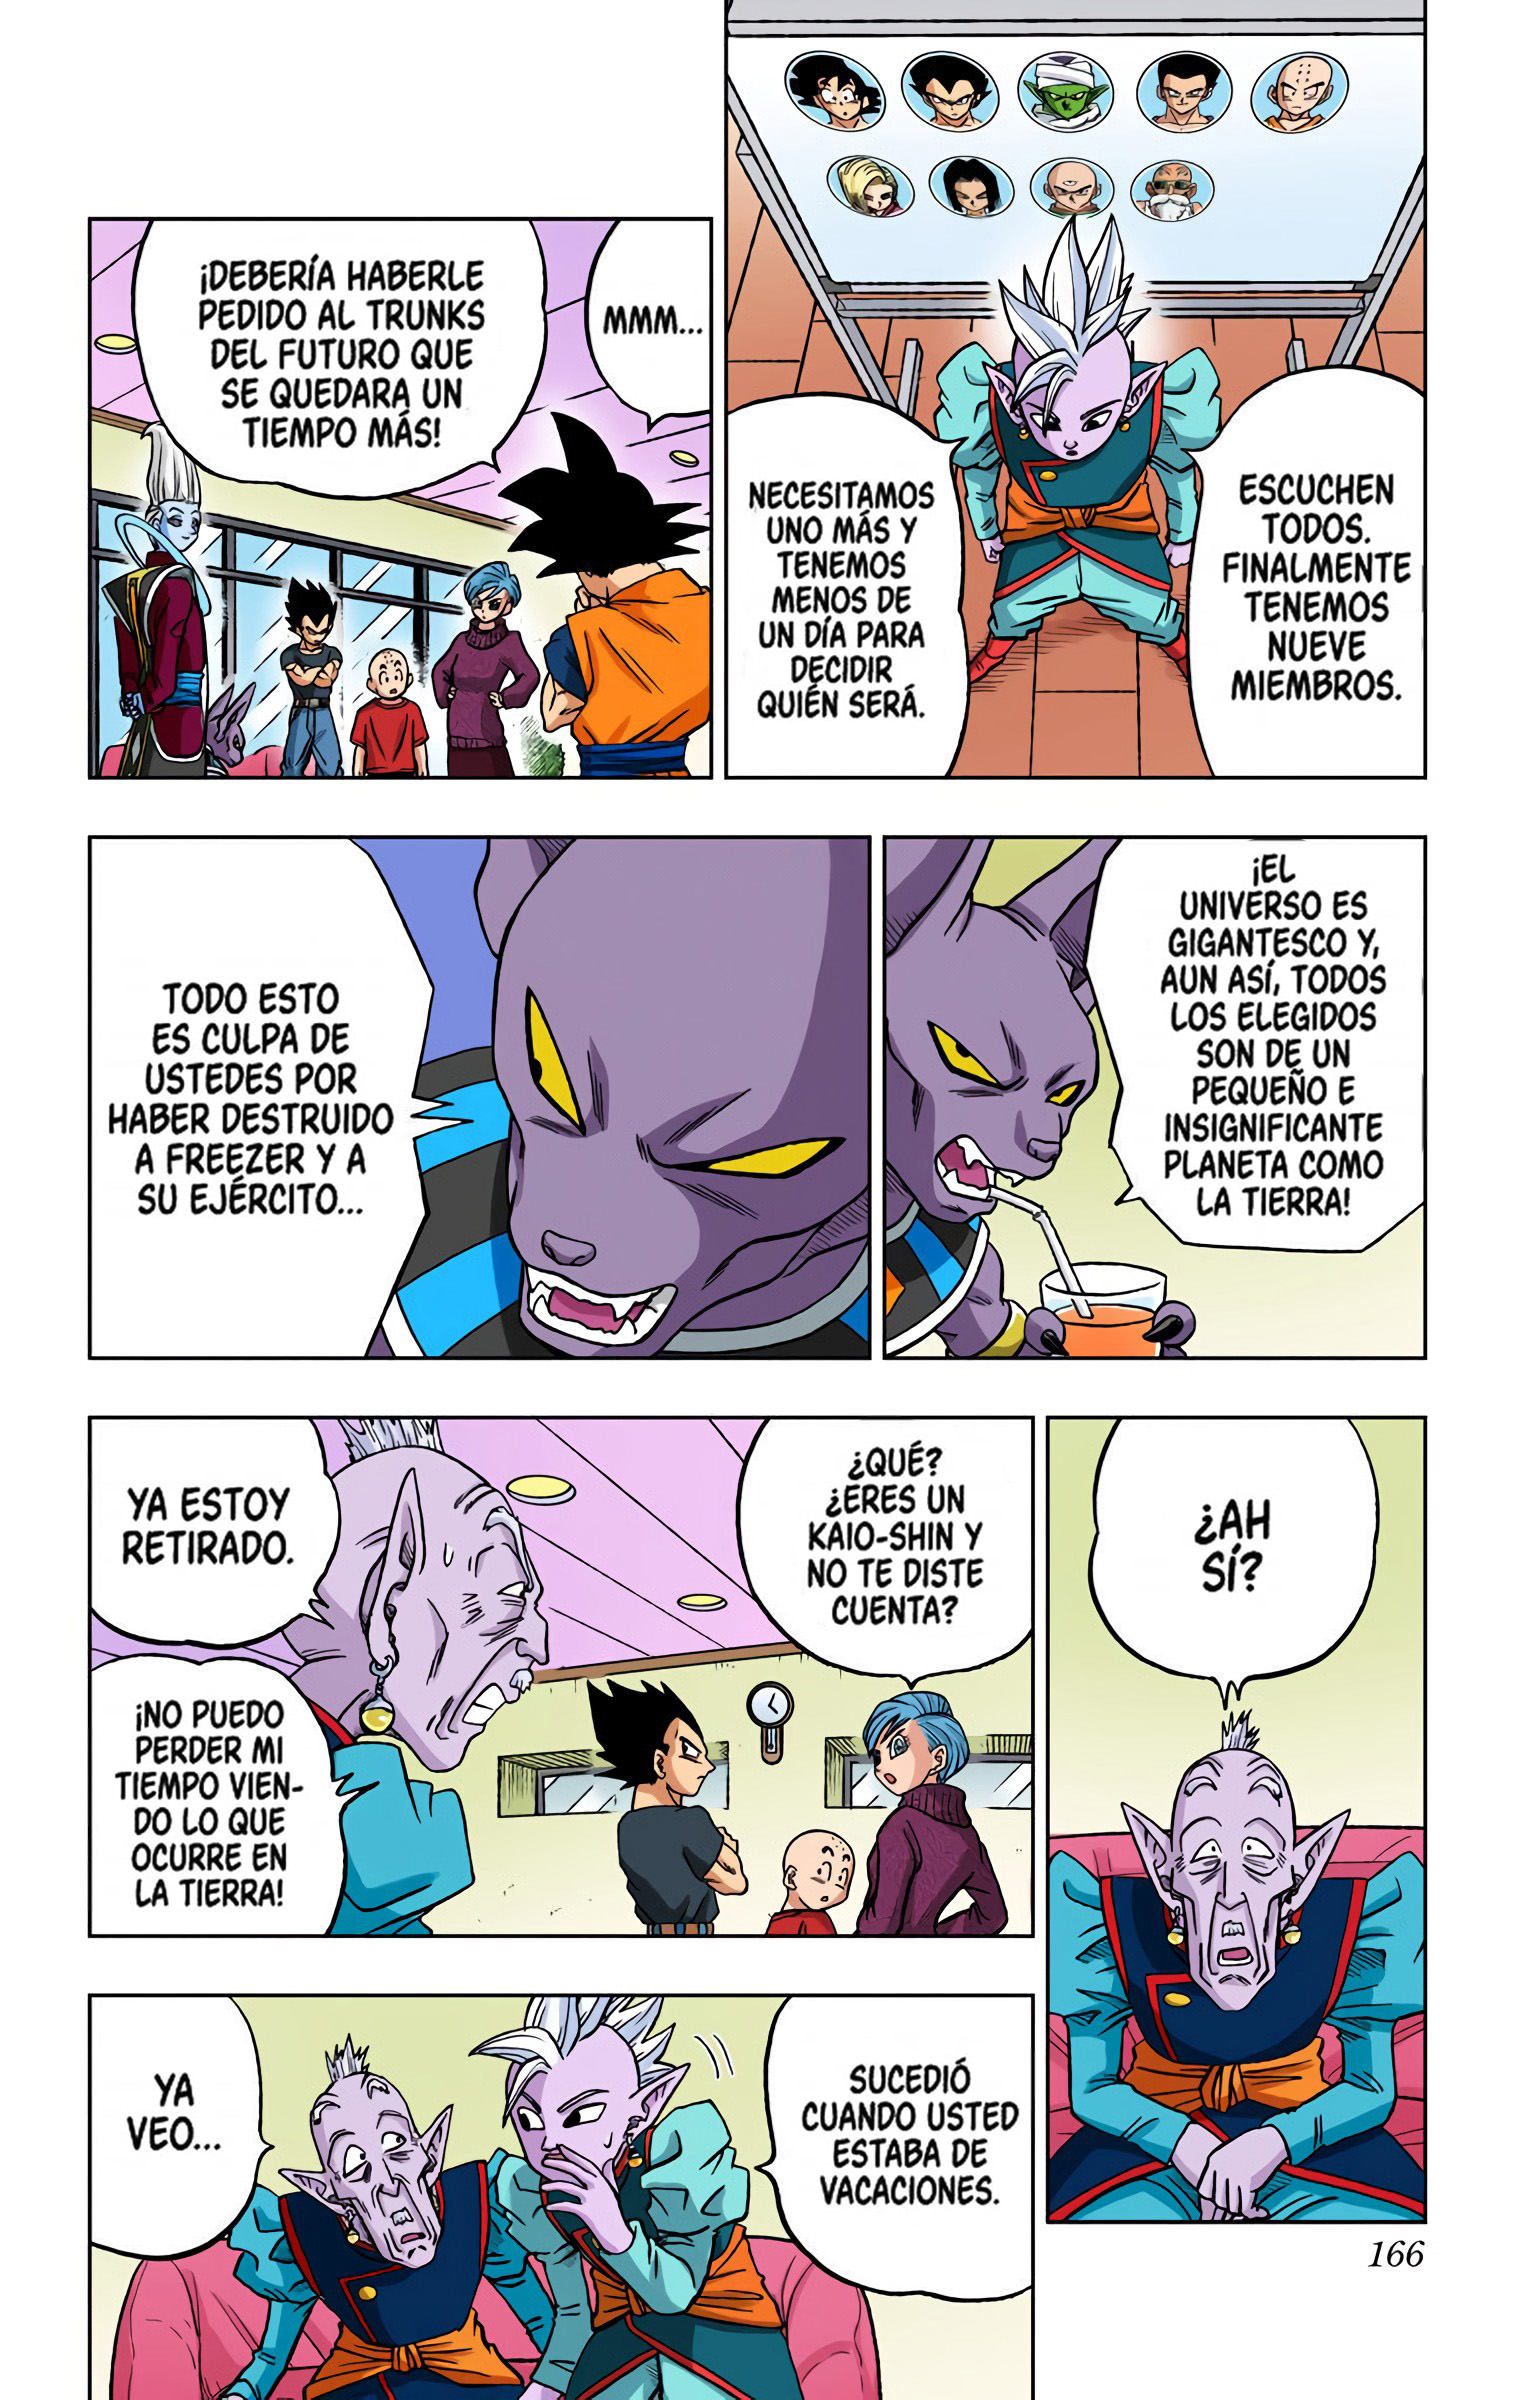 ESCUCHEN
TODOS.
FINALMENTE
TENEMOS
NUEVE
MIEMBROS.
NECESITAMOS
UNO MÁS Y
TENEMOS
MENOS DE
UN DÍA PARA
DECIDIR
QUIÉN SERÁ.
MMM...
¡DEBERÍA HABERLE
PEDIDO AL TRUNKS
DEL FUTURO QUE
SE QUEDARA UN
TIEMPO MÁS!
¡EL
UNIVERSO ES
GIGANTESCO Y,
AUN ASÍ, TODOS
LOS ELEGIDOS
SON DE UN
PEQUEÑO E
INSIGNIFICANTE
PLANETA COMO
LA TIERRA!
TODO ESTO
ES CULPA DE
USTEDES POR
HABER DESTRUIDO
A FREEZER Y A
SU EJÉRCITO...
¿AH
SÍ?
¿QUÉ?
¿ERES UN
KAIO-SHIN Y
NO TE DISTE
CUENTA?
YA ESTOY
RETIRADO.
¡NO PUEDO
PERDER MI
TIEMPO VIEN-
DO LO QUE
OCURRE EN
LA TIERRA!
SUCEDIÓ
CUANDO USTED
ESTABA DE
VACACIONES.
YA
VEO...
166